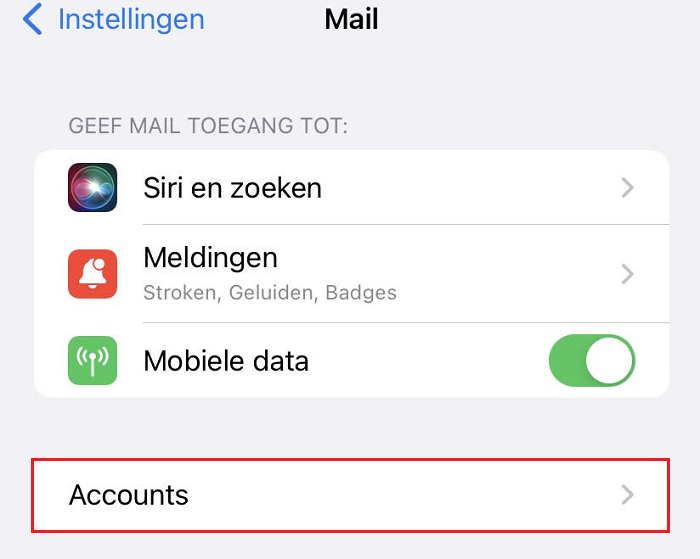 Instellingen Mail
GEEF MAIL TOEGANG TOT:
Siri en zoeken
Meldingen
Stroken, Geluiden, Badges
Mobiele data
Accounts